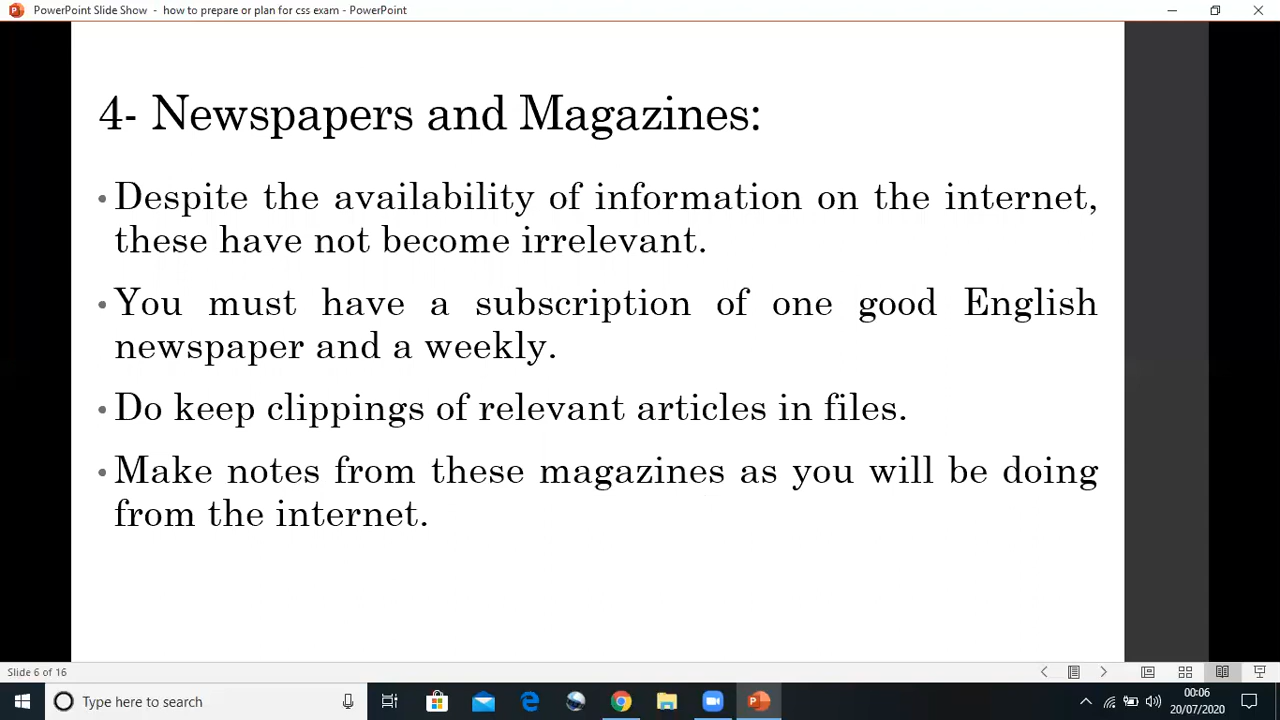 PowerPoint Slide Show - how to prepare or plan for css exam - PowerPoint
4- Newspapers and Magazines:
• Despite the availability of information on the internet,
these have not become irrelevant.
• You must have a subscription of one good English
newspaper and a weekly.
• Do keep clippings of relevant articles in files.
• Make notes from these magazines as you will be doing
from the internet.
Slide 6 of 16
Type here to search
00:06
20/07/2020